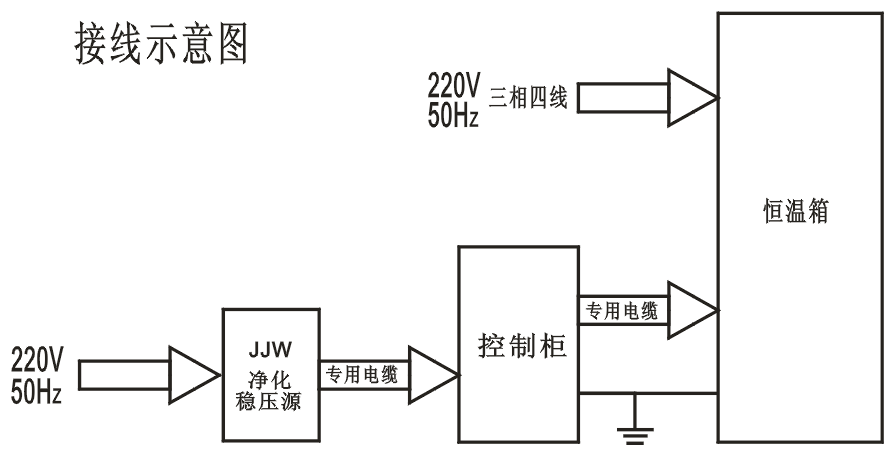 接线示意图
220V
50Hz 三相四线
恒温箱
专用电缆
控制柜
220V
50Hz
JJW
净化
稳压源
专用电缆